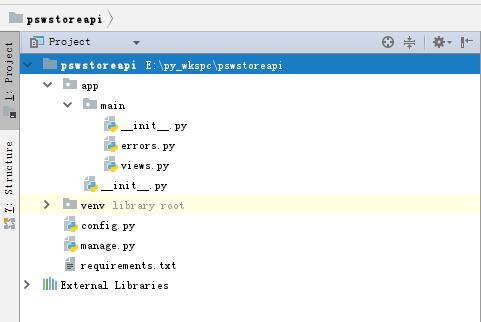 pswstoreapi
1: Project
Project
pswstoreapi E:\py_wkspc\pswstoreapi
app
main
__init__.py
errors.py
views.py
__init__.py
venv library root
config.py
manage.py
requirements.txt
External Libraries
7: Structure